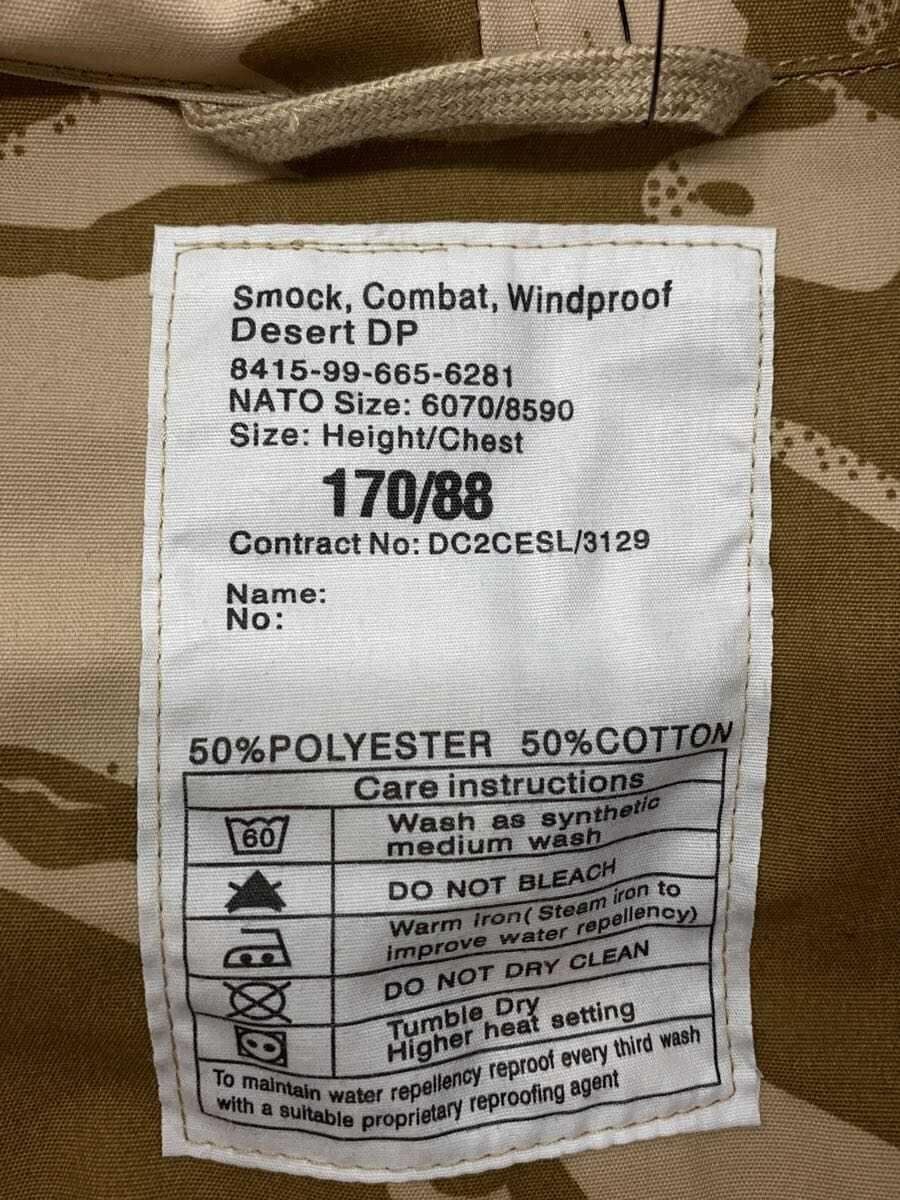 Smock, Combat, Windproof
Desert DP
8415-99-665-6281
NATO Size: 6070/8590
Size: Height/Chest
170/88
Contract No: DC2CESL/3129
Name:
No:
50%POLYESTER 50%COTTON
Care instructions
60
Wash as synthetic
medium wash
DO NOT BLEACH
Warm iron( Steam iron to
improve water repellency)
DO NOT DRY CLEAN
Tumble Dry
Higher heat setting
To maintain water repellency reproof every third wash
with a suitable proprietary reproofing agent